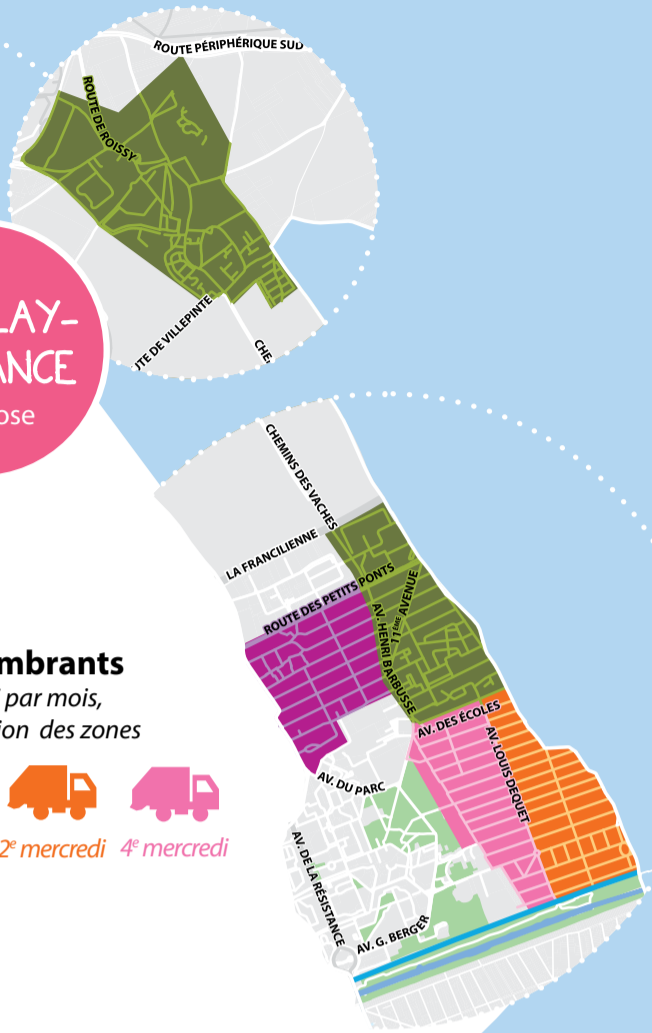 ROUTE PÉRIPHÉRIQUE SUD
ROUTE DE ROISSY
LAY-
ANCE
ose
TE DE VILLEPINTE
CHE
CHEMINS DES VACHES
LA FRANCILIENNE
ROUTE DES PETITS PONTS
11ÈME AVENUE
AV. HENRI BARBUSSE
mbrants
par mois,
ion des zones
AV. DES ÉCOLES
AV. LOUIS DEQUET
AV. DU PARC
2e mercredi
4e mercredi
AV. DE LA RÉSISTANCE
AV. G. BERGER